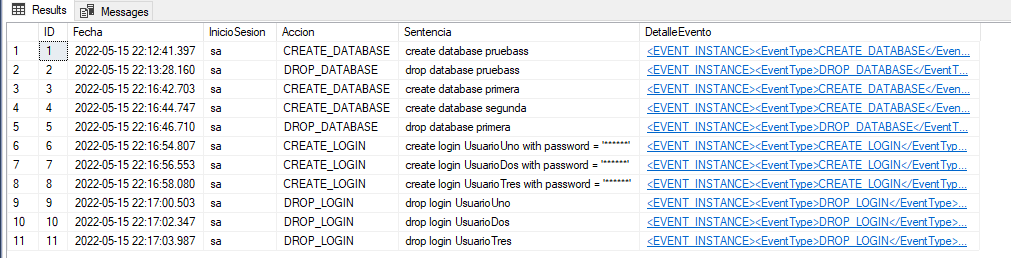 Results Messages
ID Fecha InicioSesion Accion Sentencia DetalleEvento
1 1 2022-05-15 22:12:41.397 sa CREATE_DATABASE create database pruebass <EVENT_INSTANCE><EventType>CREATE_DATABASE</Even...
2 2 2022-05-15 22:13:28.160 sa DROP_DATABASE drop database pruebass <EVENT_INSTANCE><EventType>DROP_DATABASE</EventT...
3 3 2022-05-15 22:16:42.703 sa CREATE_DATABASE create database primera <EVENT_INSTANCE><EventType>CREATE_DATABASE</Even...
4 4 2022-05-15 22:16:44.747 sa CREATE_DATABASE create database segunda <EVENT_INSTANCE><EventType>CREATE_DATABASE</Even...
5 5 2022-05-15 22:16:46.710 sa DROP_DATABASE drop database primera <EVENT_INSTANCE><EventType>DROP_DATABASE</EventT...
6 6 2022-05-15 22:16:54.807 sa CREATE_LOGIN create login UsuarioUno with password = '******' <EVENT_INSTANCE><EventType>CREATE_LOGIN</EventTyp...
7 7 2022-05-15 22:16:56.553 sa CREATE_LOGIN create login UsuarioDos with password = '******' <EVENT_INSTANCE><EventType>CREATE_LOGIN</EventTyp...
8 8 2022-05-15 22:16:58.080 sa CREATE_LOGIN create login UsuarioTres with password = '******' <EVENT_INSTANCE><EventType>CREATE_LOGIN</EventTyp...
9 9 2022-05-15 22:17:00.503 sa DROP_LOGIN drop login UsuarioUno <EVENT_INSTANCE><EventType>DROP_LOGIN</EventType>...
10 10 2022-05-15 22:17:02.347 sa DROP_LOGIN drop login UsuarioDos <EVENT_INSTANCE><EventType>DROP_LOGIN</EventType>...
11 11 2022-05-15 22:17:03.987 sa DROP_LOGIN drop login UsuarioTres <EVENT_INSTANCE><EventType>DROP_LOGIN</EventType>...